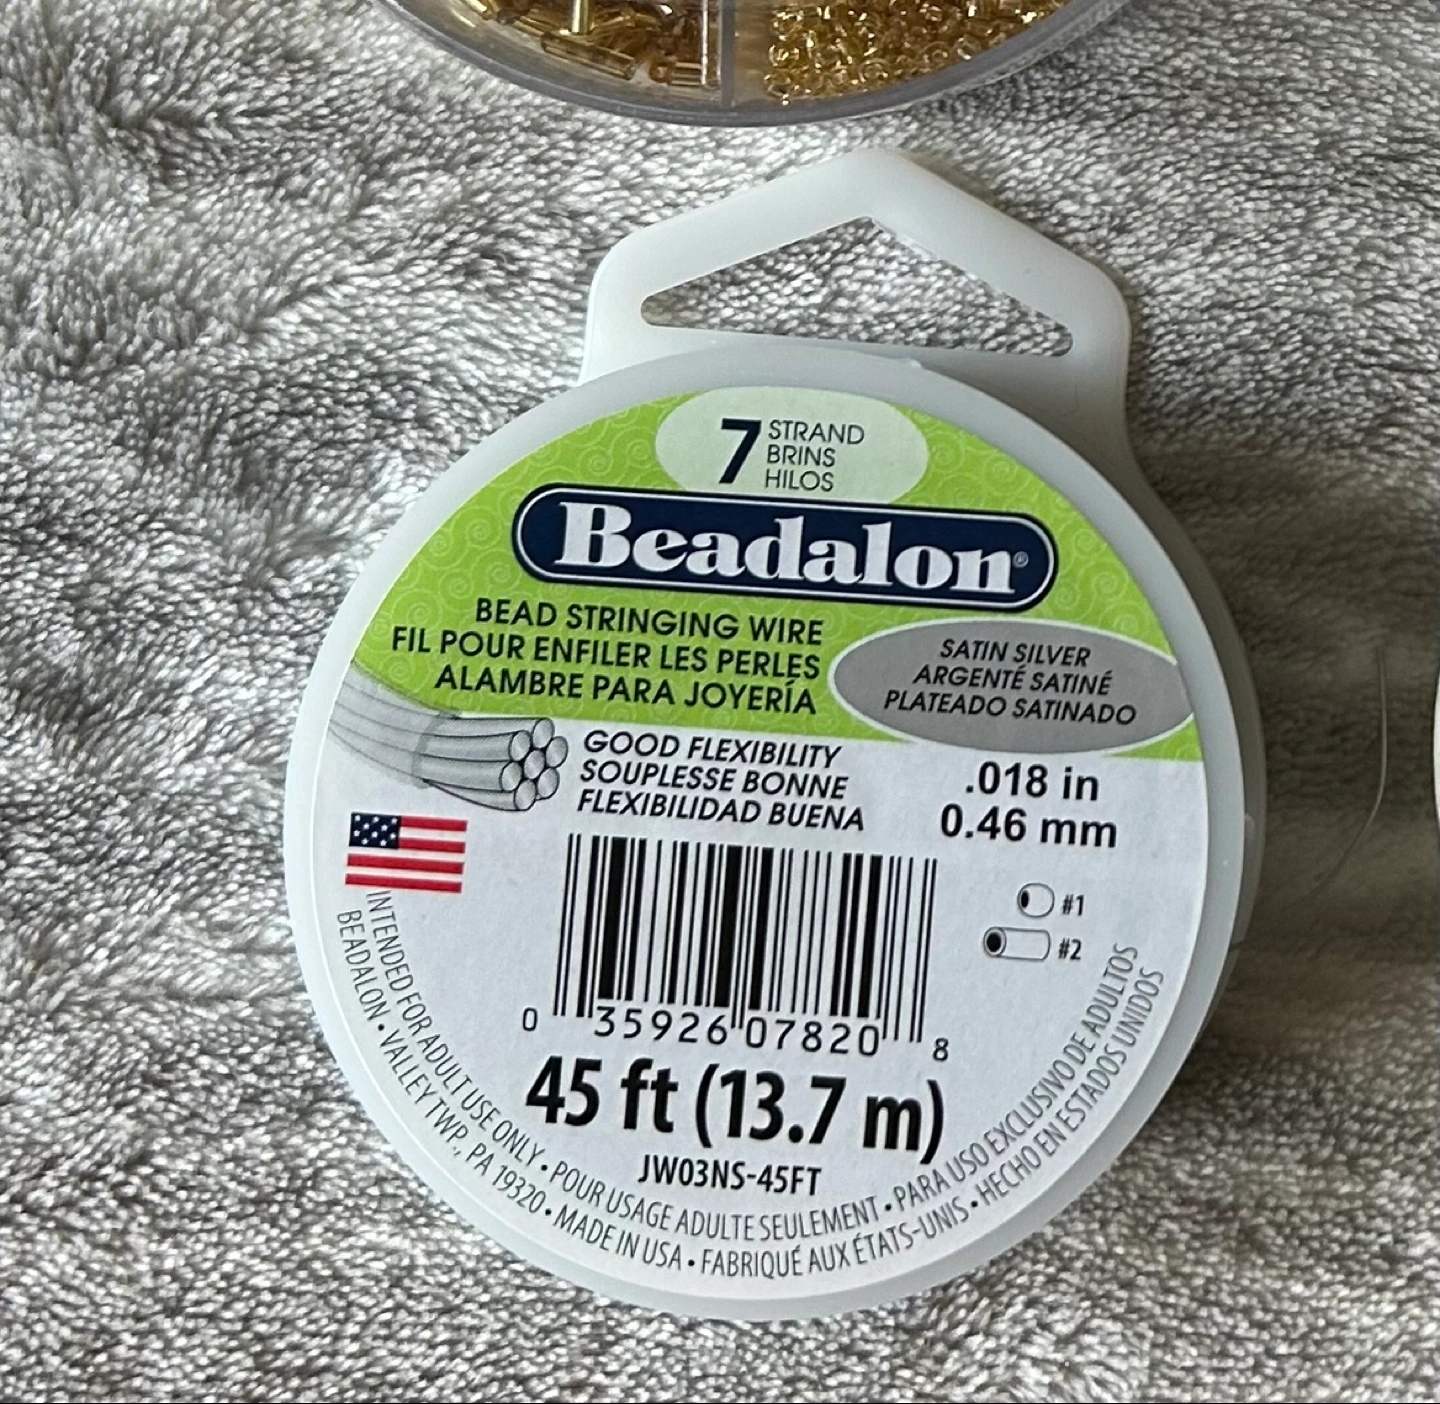 7 STRAND
BRINS
HILOS
Beadalon®
BEAD STRINGING WIRE
FIL POUR ENFILER LES PERLES
ALAMBRE PARA JOYERÍA
SATIN SILVER
ARGENTÉ SATINÉ
PLATEADO SATINADO
GOOD FLEXIBILITY
SOUPLESSE BONNE
FLEXIBILIDAD BUENA
.018 in
0.46 mm
#1
#2
0 35926 07820 8
45 ft (13.7 m)
JW03NS-45FT
INTENDED FOR ADULT USE ONLY • POUR USAGE ADULTE SEULEMENT • PARA USO EXCLUSIVO DE ADULTOS
BEADALON • VALLEY TWP., PA 19320 • MADE IN USA • FABRIQUÉ AUX ÉTATS-UNIS • HECHO EN ESTADOS UNIDOS